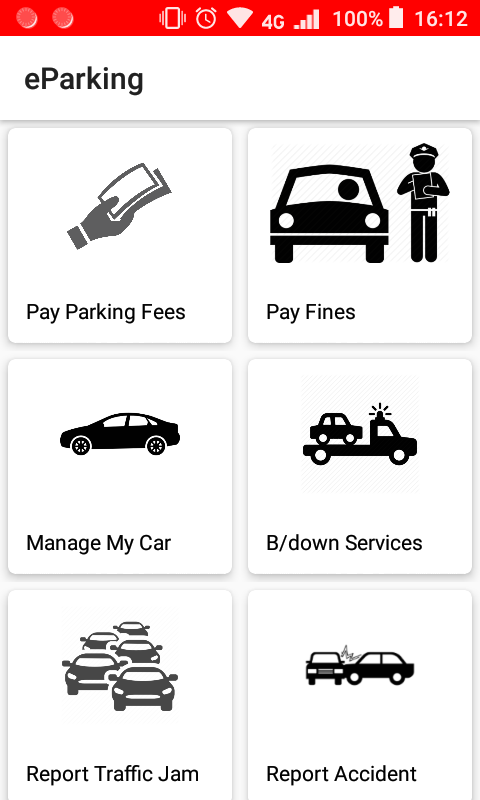 4G 100% 16:12
eParking
Pay Parking Fees
Pay Fines
Manage My Car
B/down Services
Report Traffic Jam
Report Accident